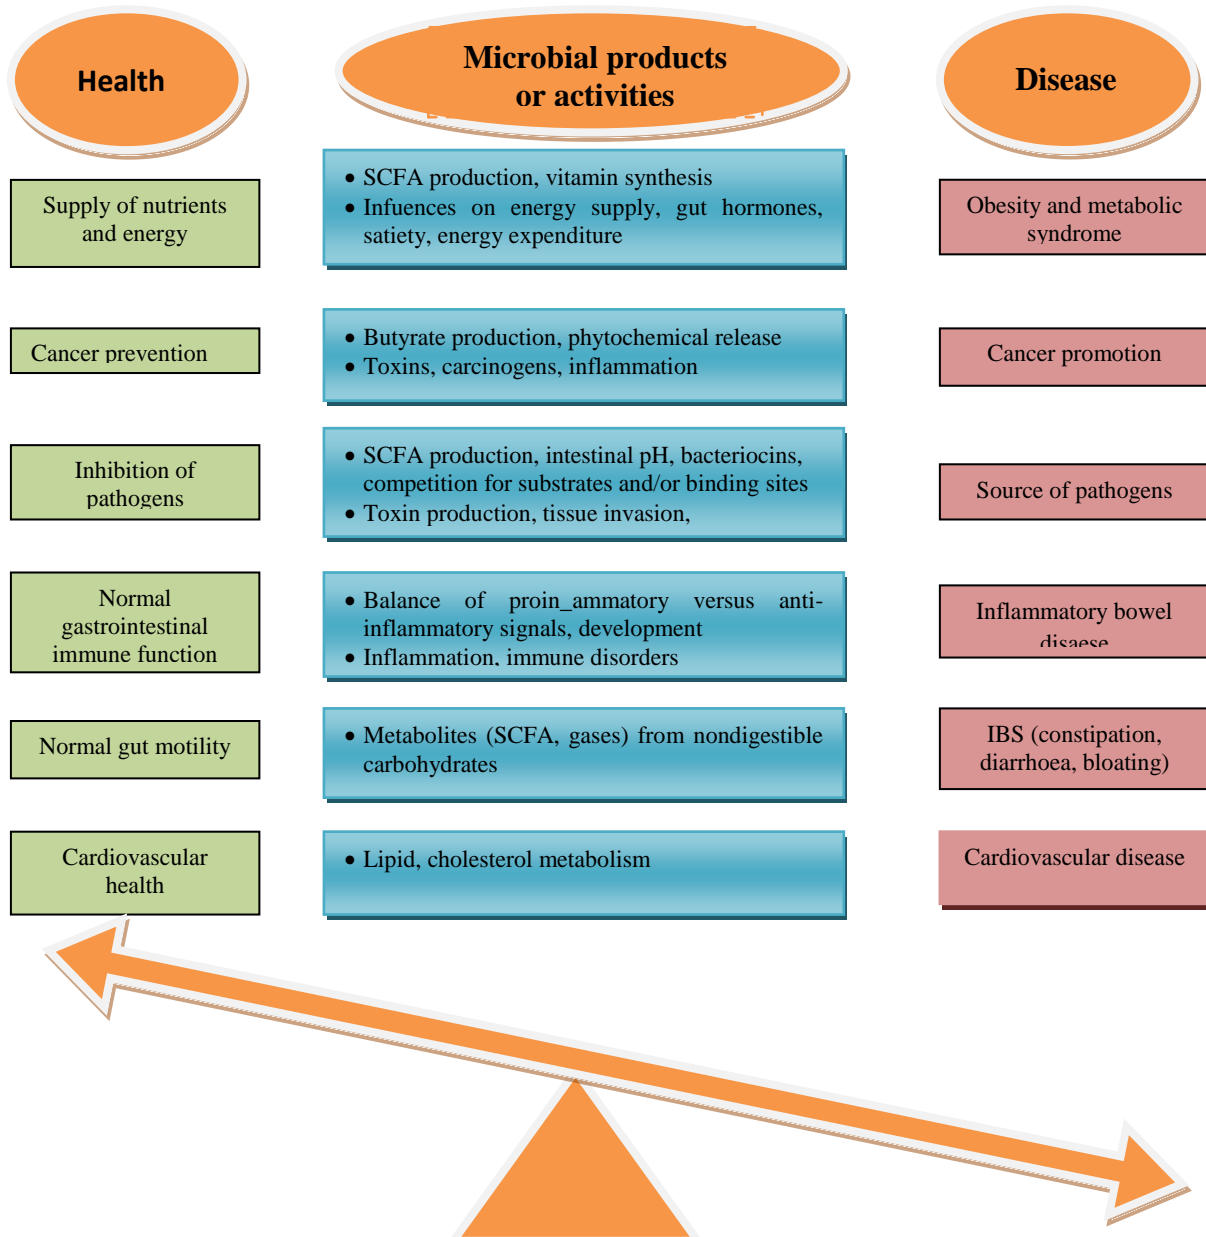 Health
Microbial products
or activities
Disease
Supply of nutrients
and energy
• SCFA production, vitamin synthesis
• Infuences on energy supply, gut hormones,
satiety, energy expenditure
Obesity and metabolic
syndrome
Cancer prevention
• Butyrate production, phytochemical release
• Toxins, carcinogens, inflammation
Cancer promotion
Inhibition of
pathogens
• SCFA production, intestinal pH, bacteriocins,
competition for substrates and/or binding sites
• Toxin production, tissue invasion,
Source of pathogens
Normal
gastrointestinal
immune function
• Balance of proin_ammatory versus anti-
inflammatory signals, development
• Inflammation, immune disorders
Inflammatory bowel
disaese
Normal gut motility
• Metabolites (SCFA, gases) from nondigestible
carbohydrates
IBS (constipation,
diarrhoea, bloating)
Cardiovascular
health
• Lipid, cholesterol metabolism
Cardiovascular disease